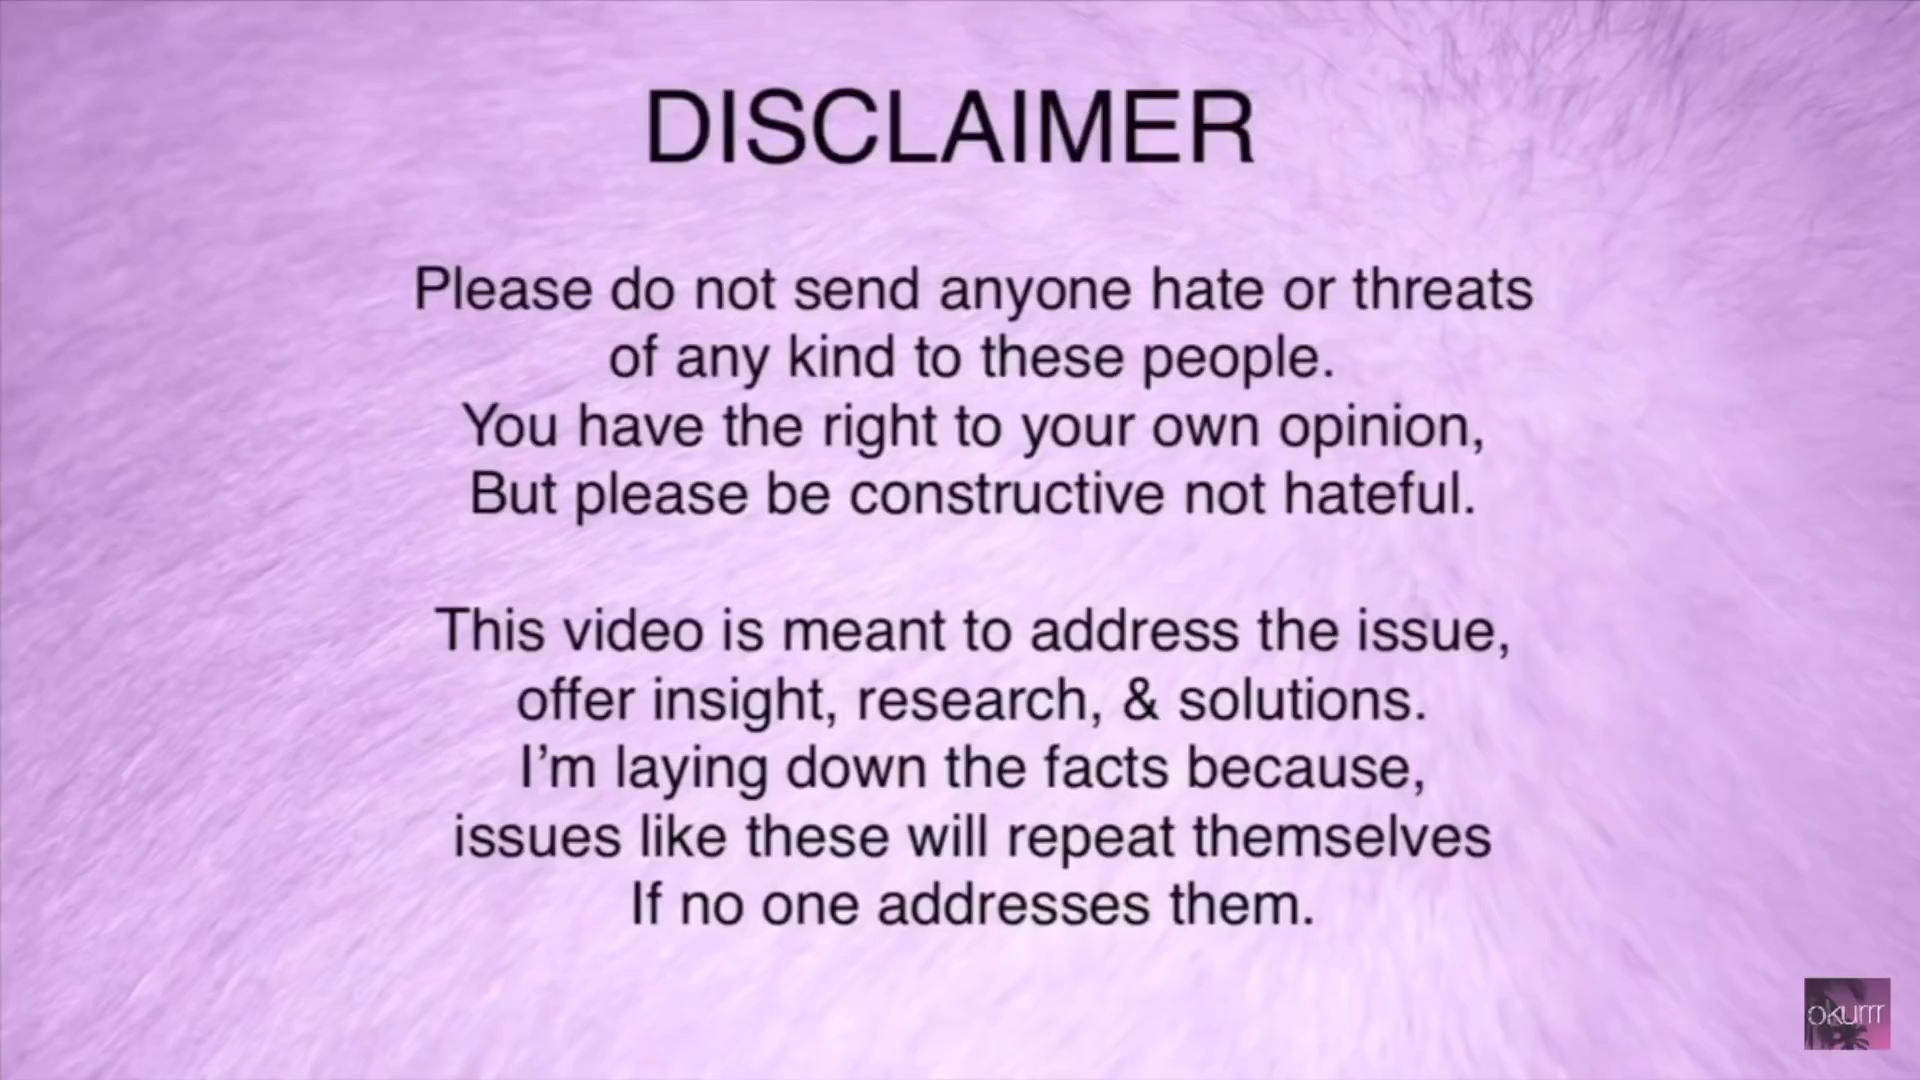 DISCLAIMER
Please do not send anyone hate or threats
of any kind to these people.
You have the right to your own opinion,
But please be constructive not hateful.
This video is meant to address the issue,
offer insight, research, & solutions.
I’m laying down the facts because,
issues like these will repeat themselves
If no one addresses them.
okurrr